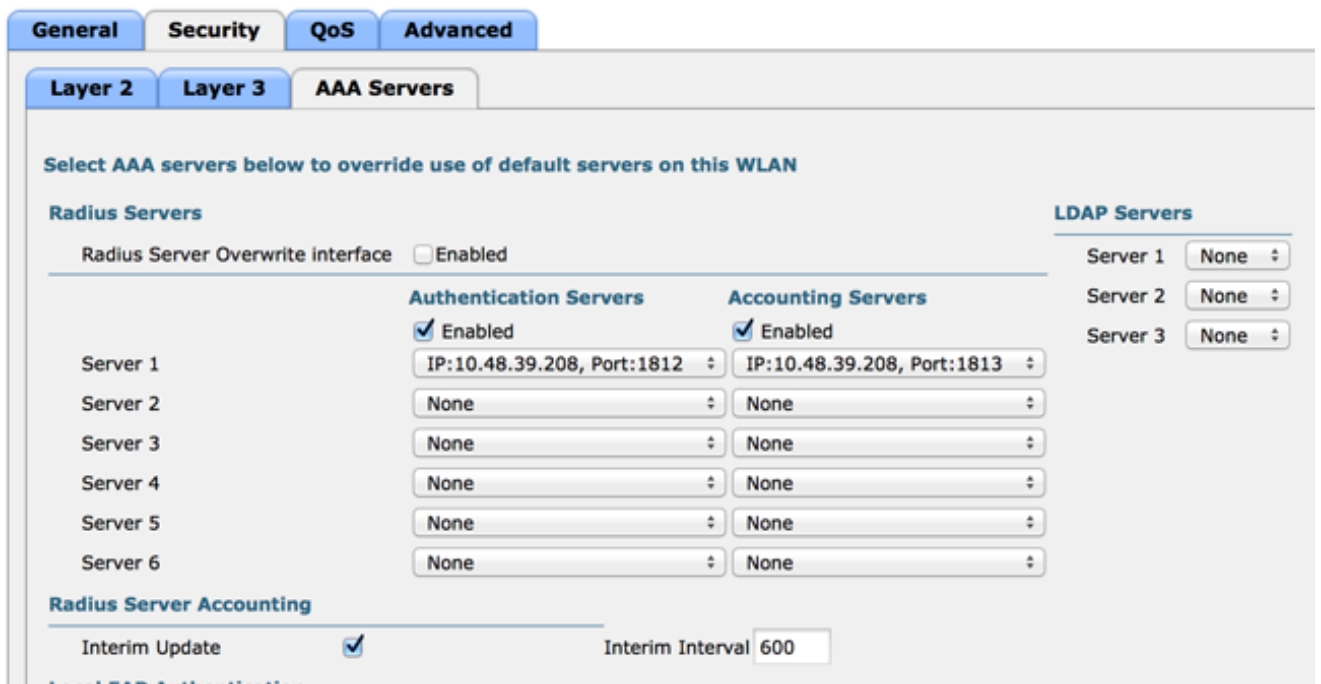 General Security QoS Advanced
Layer 2 Layer 3 AAA Servers
Select AAA servers below to override use of default servers on this WLAN
Radius Servers LDAP Servers
Radius Server Overwrite interface Enabled Server 1 None
Authentication Servers Accounting Servers Server 2 None
Enabled Enabled Server 3 None
Server 1 IP:10.48.39.208, Port:1812 IP:10.48.39.208, Port:1813
Server 2 None None
Server 3 None None
Server 4 None None
Server 5 None None
Server 6 None None
Radius Server Accounting
Interim Update Interim Interval 600
Local EAP Authentication